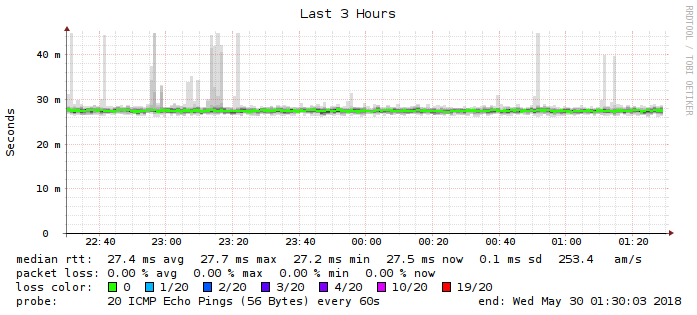 Last 3 Hours
RRDTOOL / TOBI OETIKER
Seconds
40 m
30 m
20 m
10 m
0
22:40 23:00 23:20 23:40 00:00 00:20 00:40 01:00 01:20
median rtt: 27.4 ms avg 27.7 ms max 27.2 ms min 27.5 ms now 0.1 ms sd 253.4 am/s
packet loss: 0.00 % avg 0.00 % max 0.00 % min 0.00 % now
loss color: 0 1/20 2/20 3/20 4/20 10/20 19/20
probe: 20 ICMP Echo Pings (56 Bytes) every 60s end: Wed May 30 01:30:03 2018